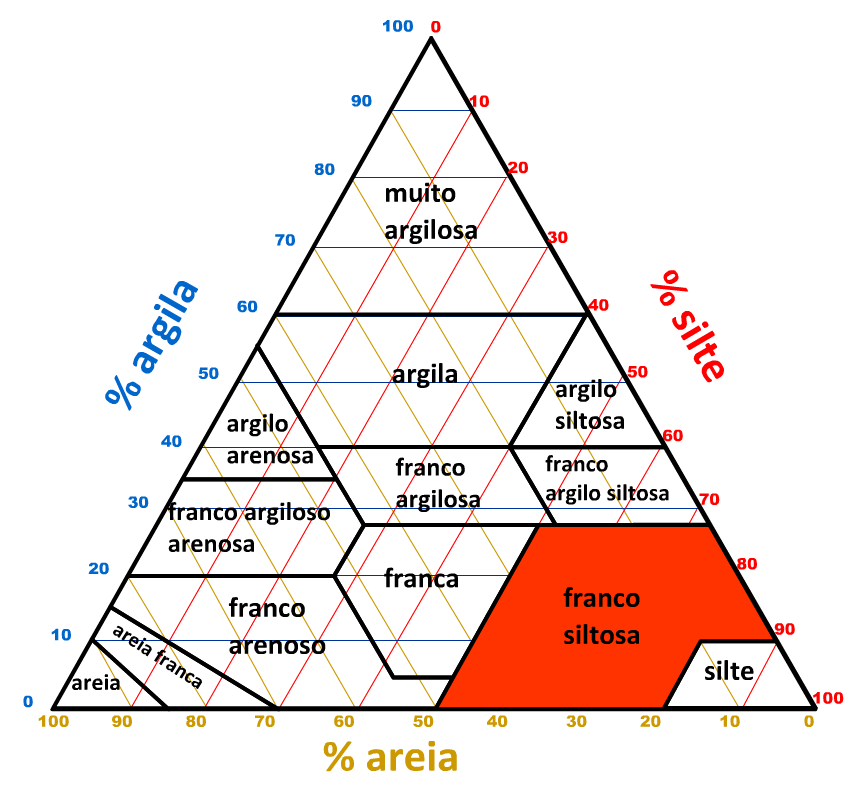 100 0
90 10
80 20
muito
argilosa
70 30
60 40
% argila
% silte
50 argila 50
argilo
siltosa
argilo
arenosa
40 60
franco
argilosa
franco
argilo siltosa
30 70
franco argiloso
arenosa
20 80
franca
franco
siltosa
franco
arenoso
10 90
areia franca
silte
areia
0 100
100 90 80 70 60 50 40 30 20 10 0
% areia